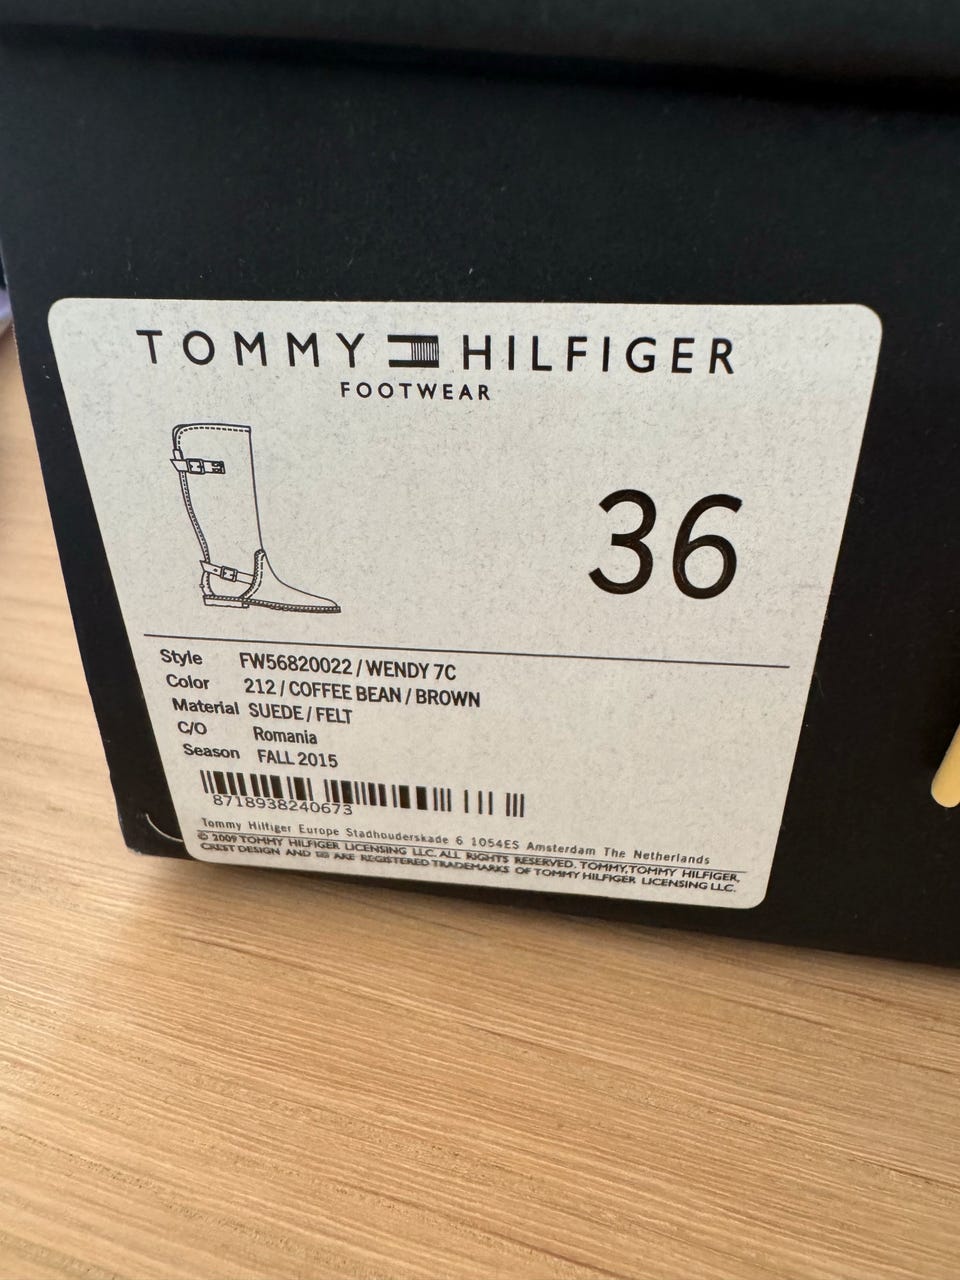 TOMMY HILFIGER
FOOTWEAR
36
Style FW56820022 / WENDY 7C
Color 212 / COFFEE BEAN / BROWN
Material SUEDE / FELT
C/O Romania
Season FALL 2015
8718938240673
Tommy Hilfiger Europe Stadhouderskade 6 1054ES Amsterdam The Netherlands
© 2009 TOMMY HILFIGER LICENSING LLC. ALL RIGHTS RESERVED. TOMMY, TOMMY HILFIGER,
CREST DESIGN AND ARE REGISTERED TRADEMARKS OF TOMMY HILFIGER LICENSING LLC.